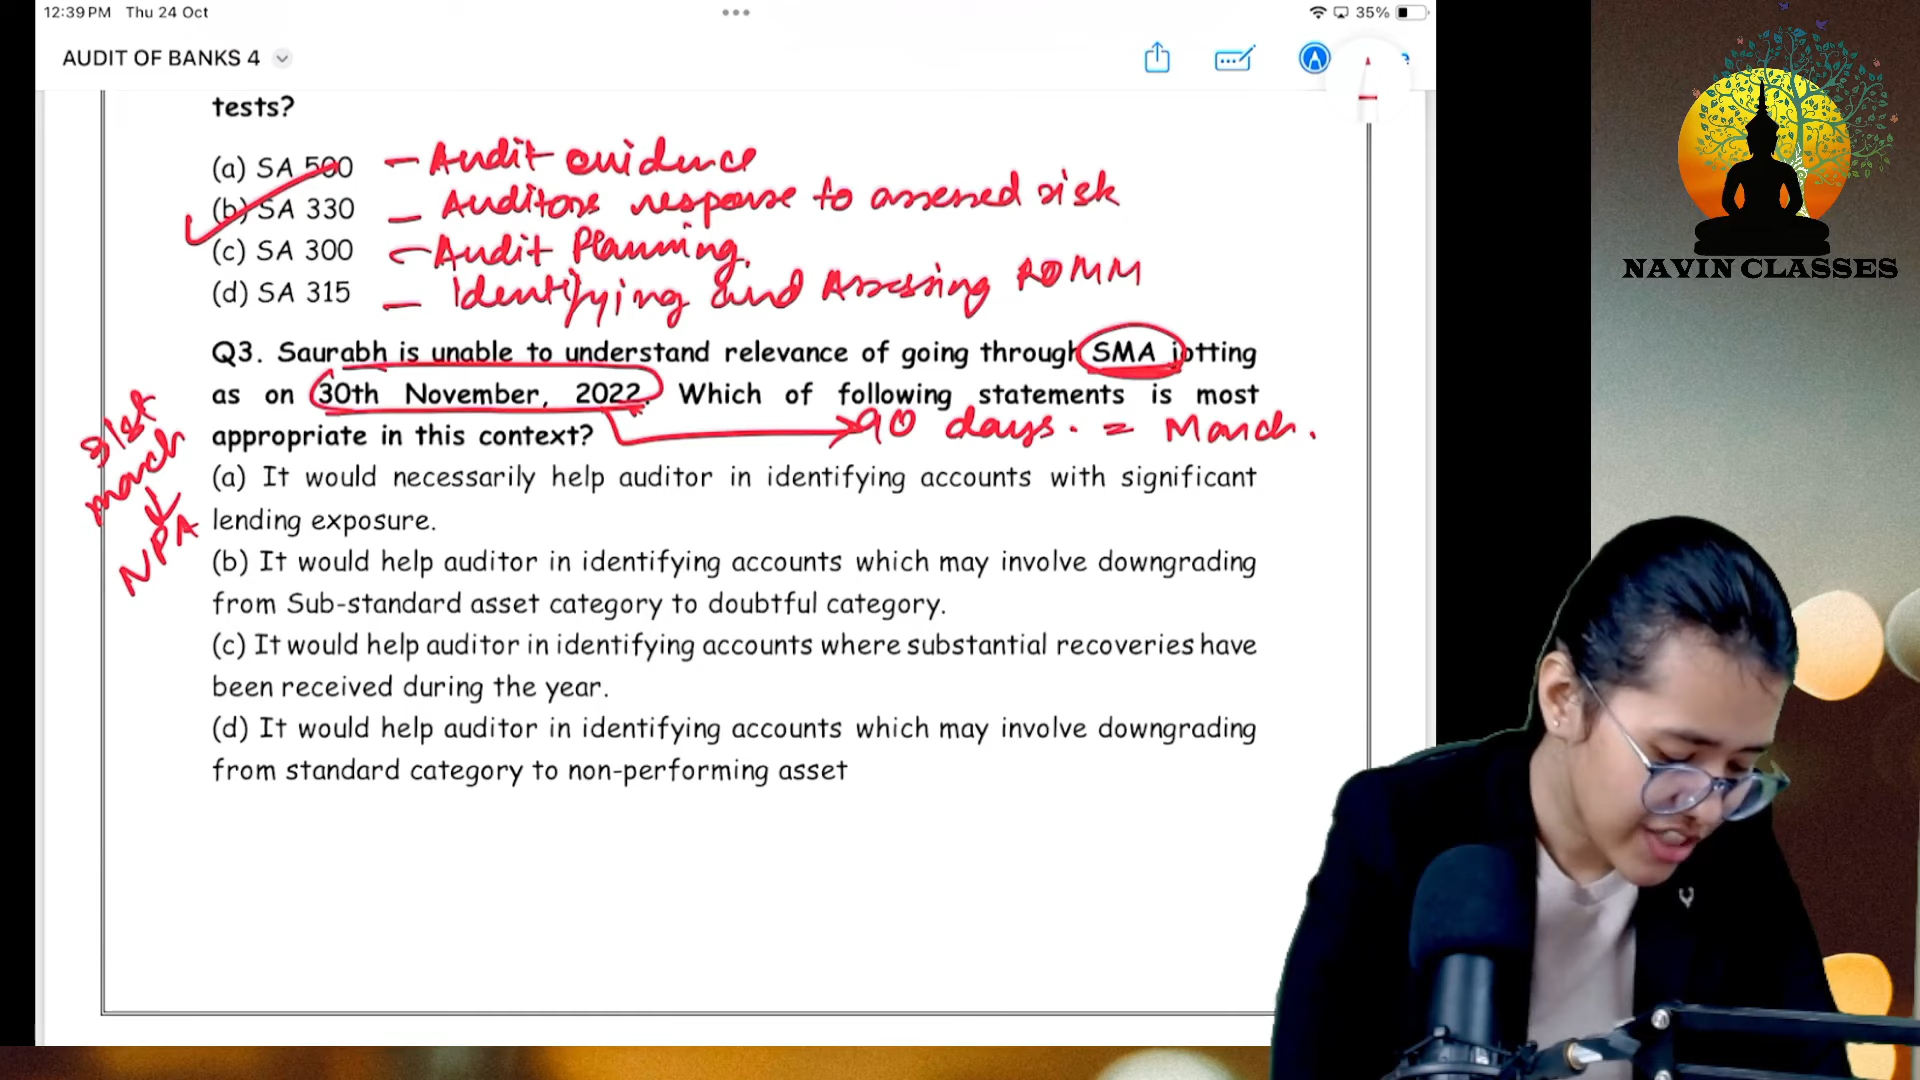 12:39 PM Thu 24 Oct
35%
AUDIT OF BANKS 4
tests?
(a) SA 500 – Audit evidence
(b) SA 330 – Auditors response to assessed risk
(c) SA 300 – Audit Planning.
(d) SA 315 – Identifying and Assessing ROMM
Q3. Saurabh is unable to understand relevance of going through SMA jotting
as on 30th November, 2022. Which of following statements is most
appropriate in this context?
90 days. = March.
31st
march
NPA
(a) It would necessarily help auditor in identifying accounts with significant
lending exposure.
(b) It would help auditor in identifying accounts which may involve downgrading
from Sub-standard asset category to doubtful category.
(c) It would help auditor in identifying accounts where substantial recoveries have
been received during the year.
(d) It would help auditor in identifying accounts which may involve downgrading
from standard category to non-performing asset
NAVIN CLASSES